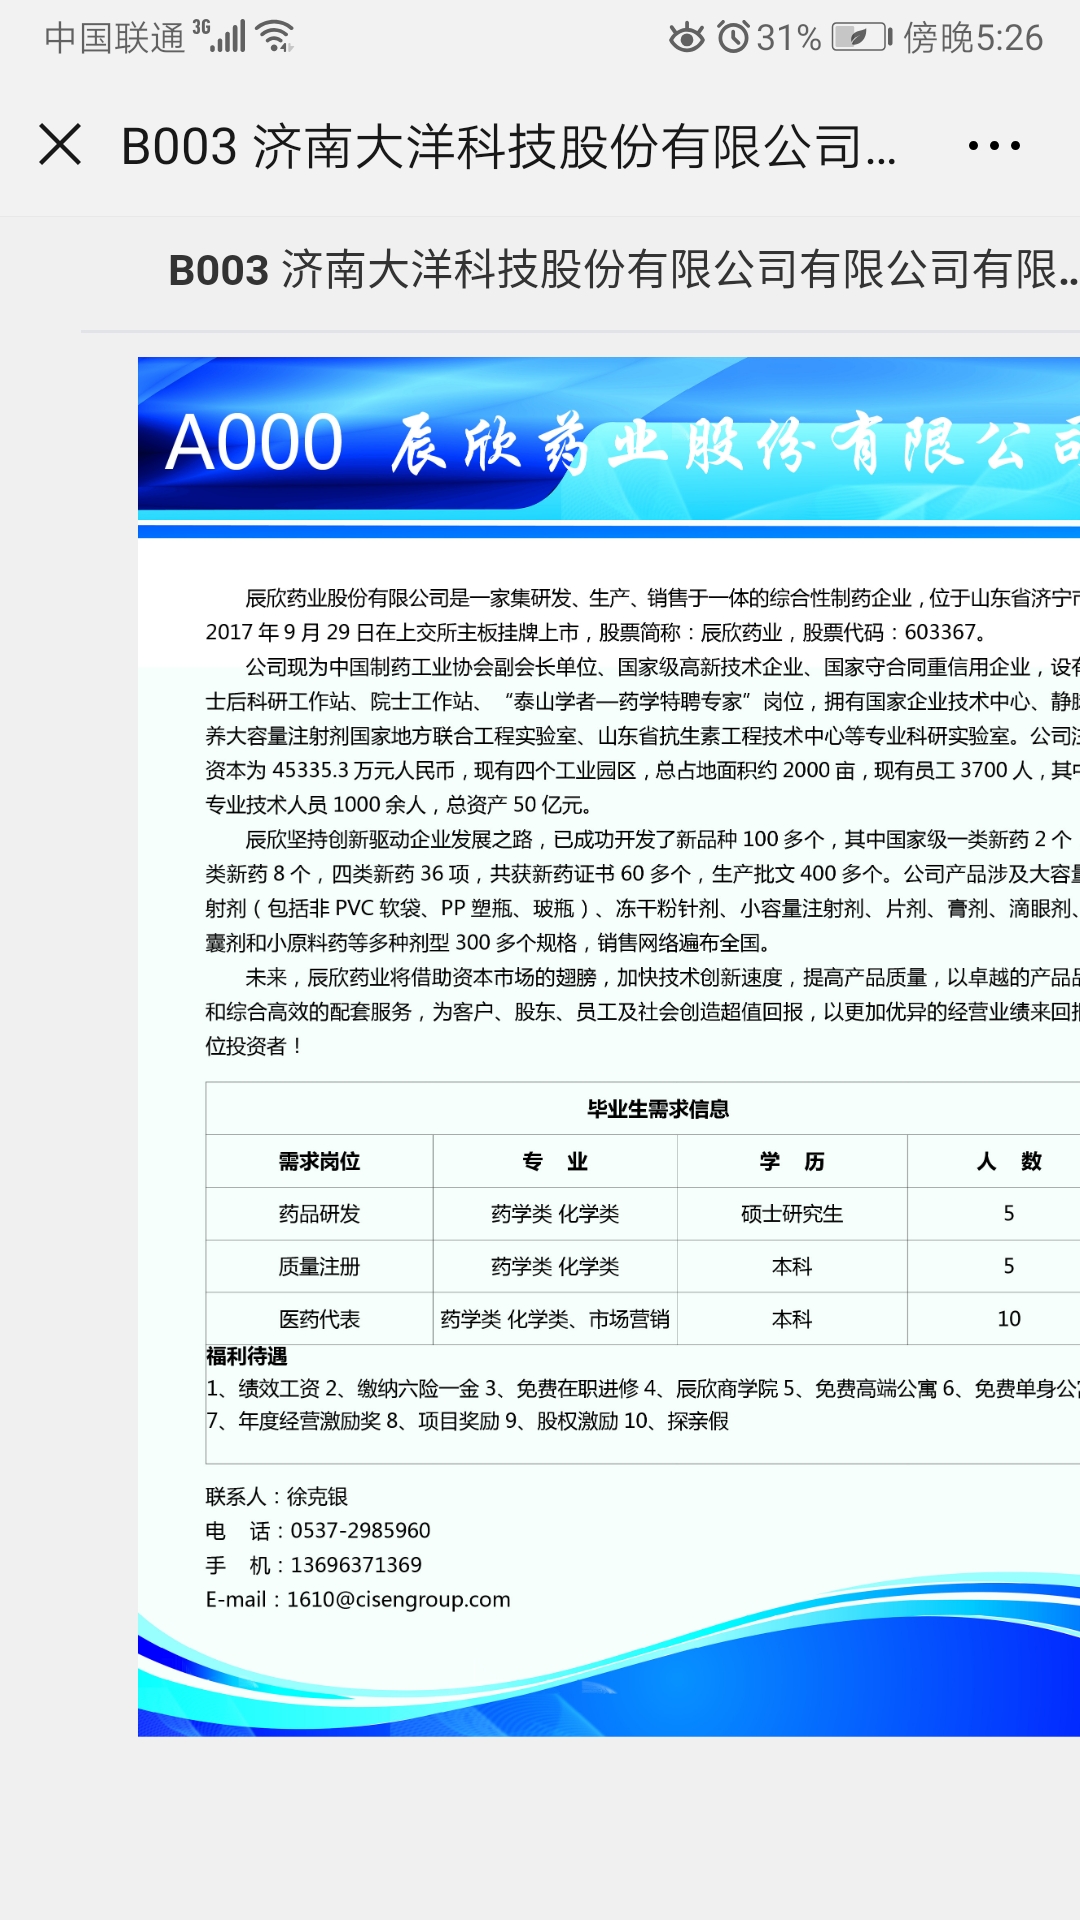 中国联通 3G 31% 傍晚5:26
B003 济南大洋科技股份有限公司...
B003 济南大洋科技股份有限公司有限公司有限...
A000 辰欣药业股份有限公司
辰欣药业股份有限公司是一家集研发、生产、销售于一体的综合性制药企业，位于山东省济宁市
2017 年 9 月 29 日在上交所主板挂牌上市，股票简称：辰欣药业，股票代码：603367。
公司现为中国制药工业协会副会长单位、国家级高新技术企业、国家守合同重信用企业，设有
士后科研工作站、院士工作站、“泰山学者—药学特聘专家”岗位，拥有国家企业技术中心、静脉
养大容量注射剂国家地方联合工程实验室、山东省抗生素工程技术中心等专业科研实验室。公司注
资本为 45335.3 万元人民币，现有四个工业园区，总占地面积约 2000 亩，现有员工 3700 人，其中
专业技术人员 1000 余人，总资产 50 亿元。
辰欣坚持创新驱动企业发展之路，已成功开发了新品种 100 多个，其中国家级一类新药 2 个
类新药 8 个，四类新药 36 项，共获新药证书 60 多个，生产批文 400 多个。公司产品涉及大容量
射剂（包括非 PVC 软袋、PP 塑瓶、玻瓶）、冻干粉针剂、小容量注射剂、片剂、膏剂、滴眼剂、
囊剂和小原料药等多种剂型 300 多个规格，销售网络遍布全国。
未来，辰欣药业将借助资本市场的翅膀，加快技术创新速度，提高产品质量，以卓越的产品品
和综合高效的配套服务，为客户、股东、员工及社会创造超值回报，以更加优异的经营业绩来回报
位投资者！
毕业生需求信息
需求岗位 专 业 学 历 人 数
药品研发 药学类 化学类 硕士研究生 5
质量注册 药学类 化学类 本科 5
医药代表 药学类 化学类、市场营销 本科 10
福利待遇
1、绩效工资 2、缴纳六险一金 3、免费在职进修 4、辰欣商学院 5、免费高端公寓 6、免费单身公寓
7、年度经营激励奖 8、项目奖励 9、股权激励 10、探亲假
联系人：徐克银
电 话：0537-2985960
手 机：13696371369
E-mail：1610@cisengroup.com